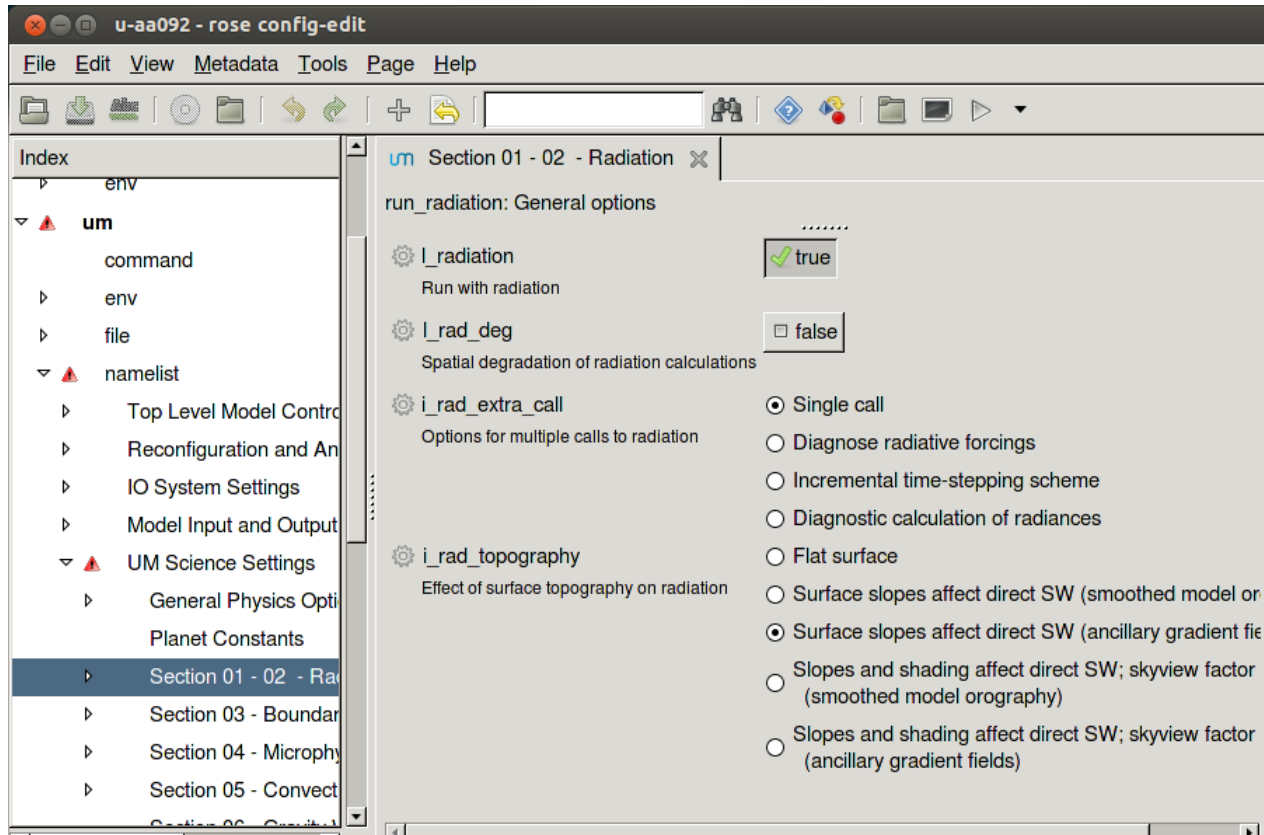 u-aa092 - rose config-edit
File Edit View Metadata Tools Page Help
Index
env
um
command
env
file
namelist
Top Level Model Contro
Reconfiguration and An
IO System Settings
Model Input and Output
UM Science Settings
General Physics Opti
Planet Constants
Section 01 - 02 - Rad
Section 03 - Boundar
Section 04 - Microphy
Section 05 - Convect
Section 06 - Gravity W
um Section 01 - 02 - Radiation
run_radiation: General options
l_radiation
true
Run with radiation
l_rad_deg
false
Spatial degradation of radiation calculations
i_rad_extra_call
Single call
Options for multiple calls to radiation
Diagnose radiative forcings
Incremental time-stepping scheme
Diagnostic calculation of radiances
i_rad_topography
Flat surface
Effect of surface topography on radiation
Surface slopes affect direct SW (smoothed model or
Surface slopes affect direct SW (ancillary gradient fie
Slopes and shading affect direct SW; skyview factor
(smoothed model orography)
Slopes and shading affect direct SW; skyview factor
(ancillary gradient fields)